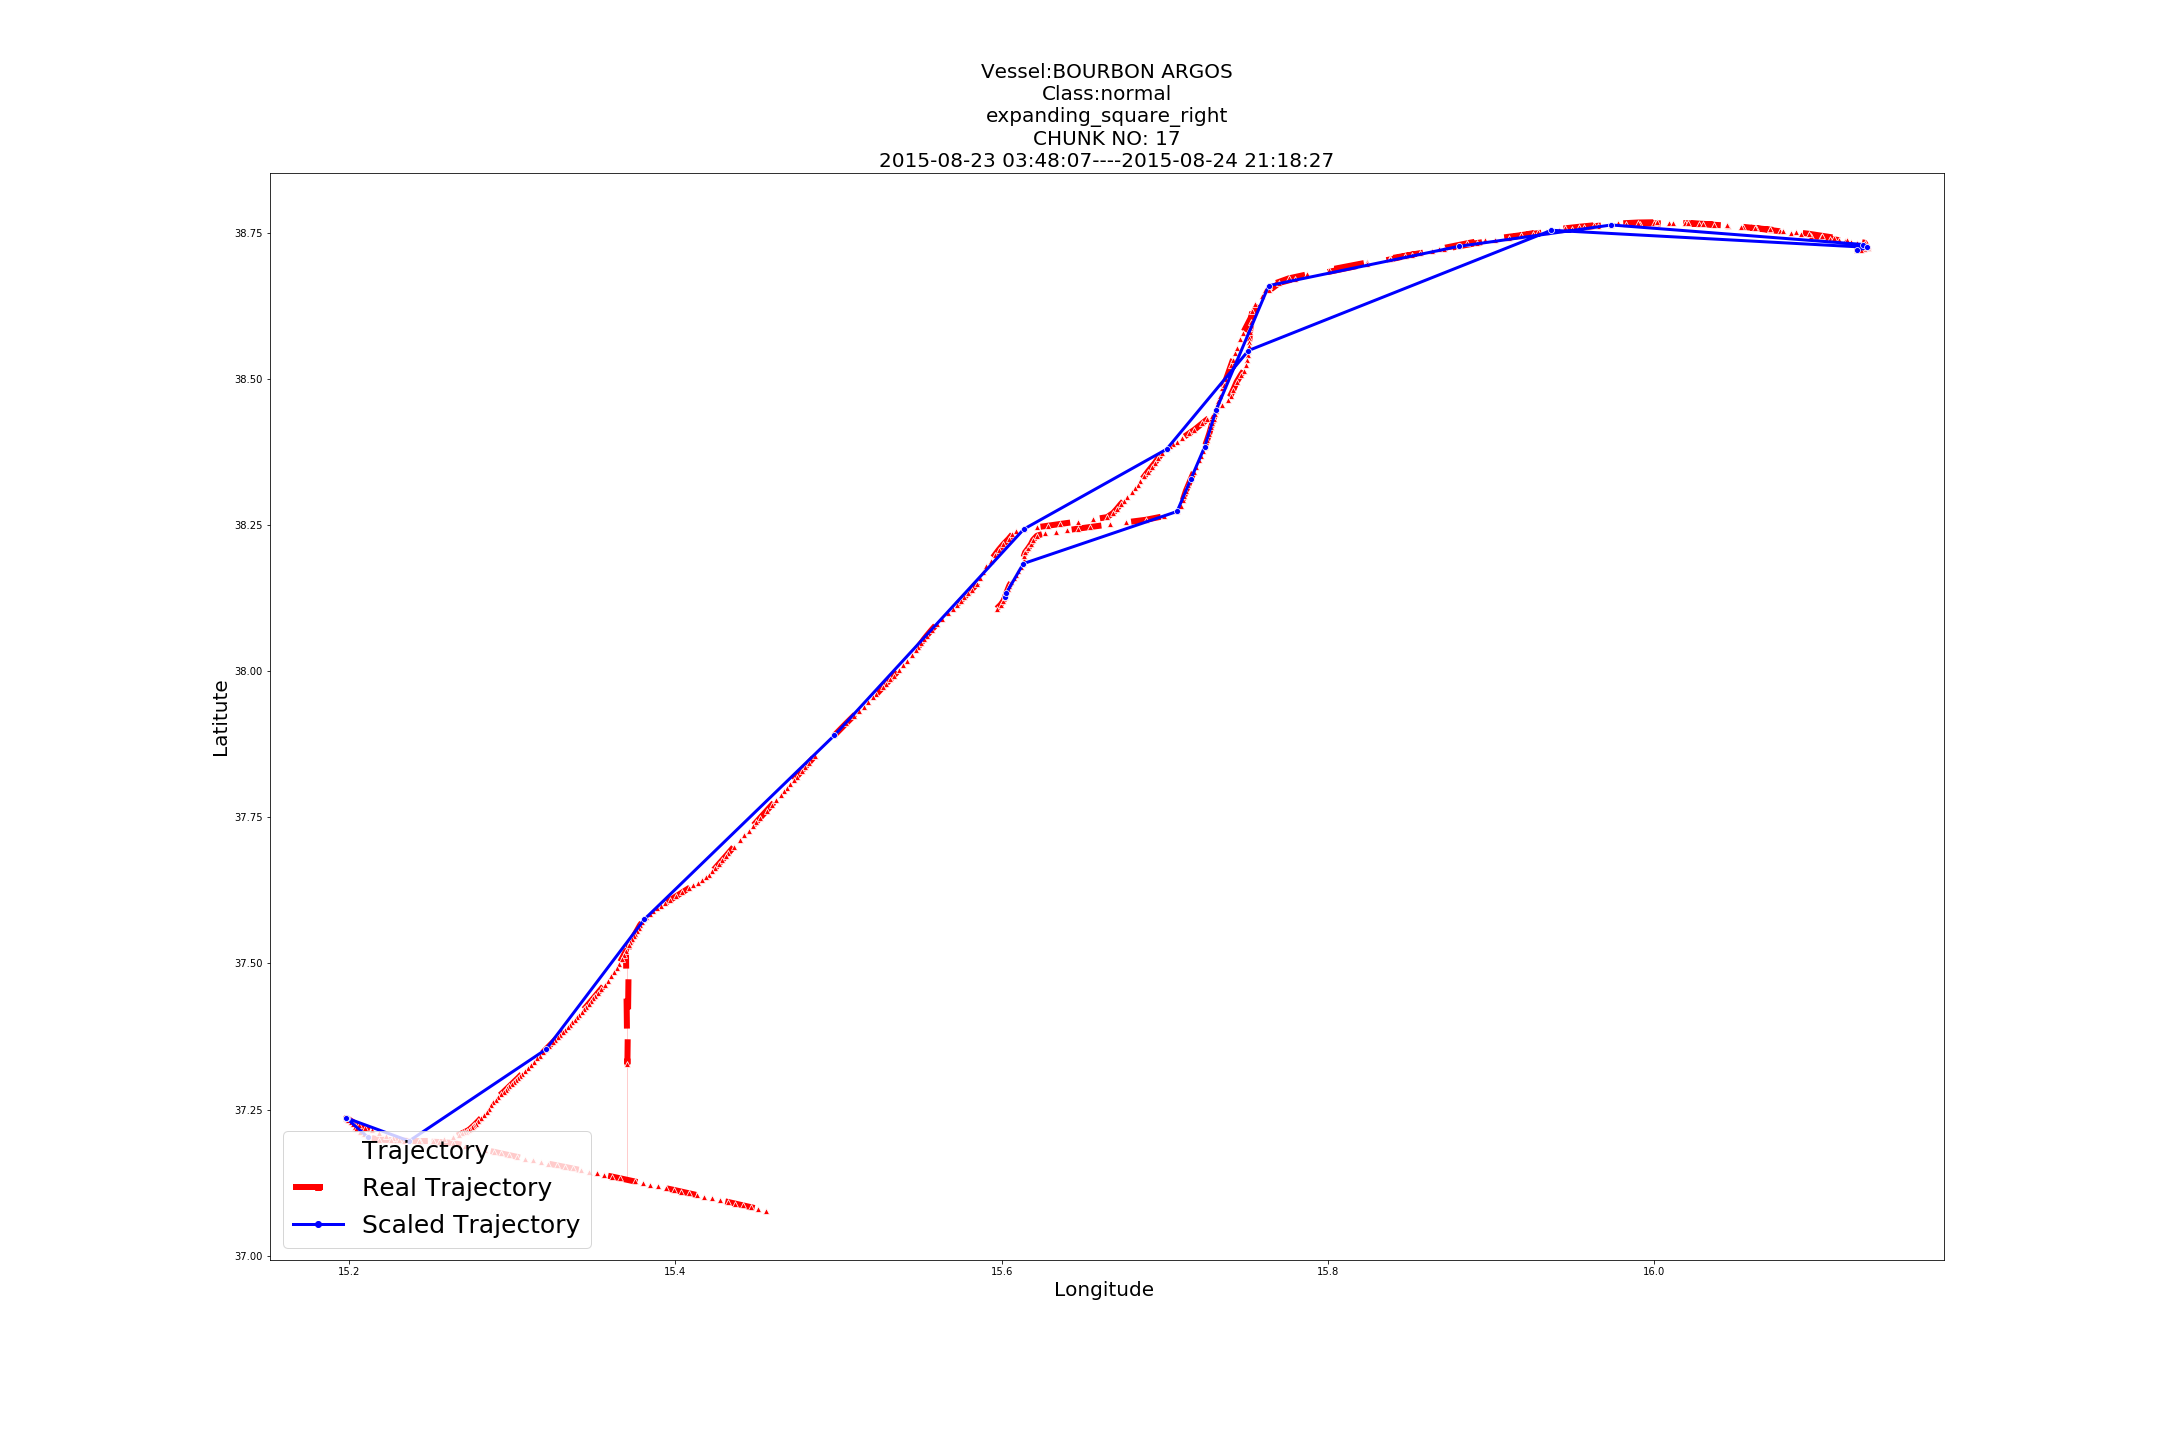 Vessel:BOURBON ARGOS
Class:normal
expanding_square_right
CHUNK NO: 17
2015-08-23 03:48:07----2015-08-24 21:18:27
38.75
38.50
38.25
38.00
37.75
37.50
37.25
37.00
Latitute
Trajectory
Real Trajectory
Scaled Trajectory
15.2
15.4
15.6
15.8
16.0
Longitude